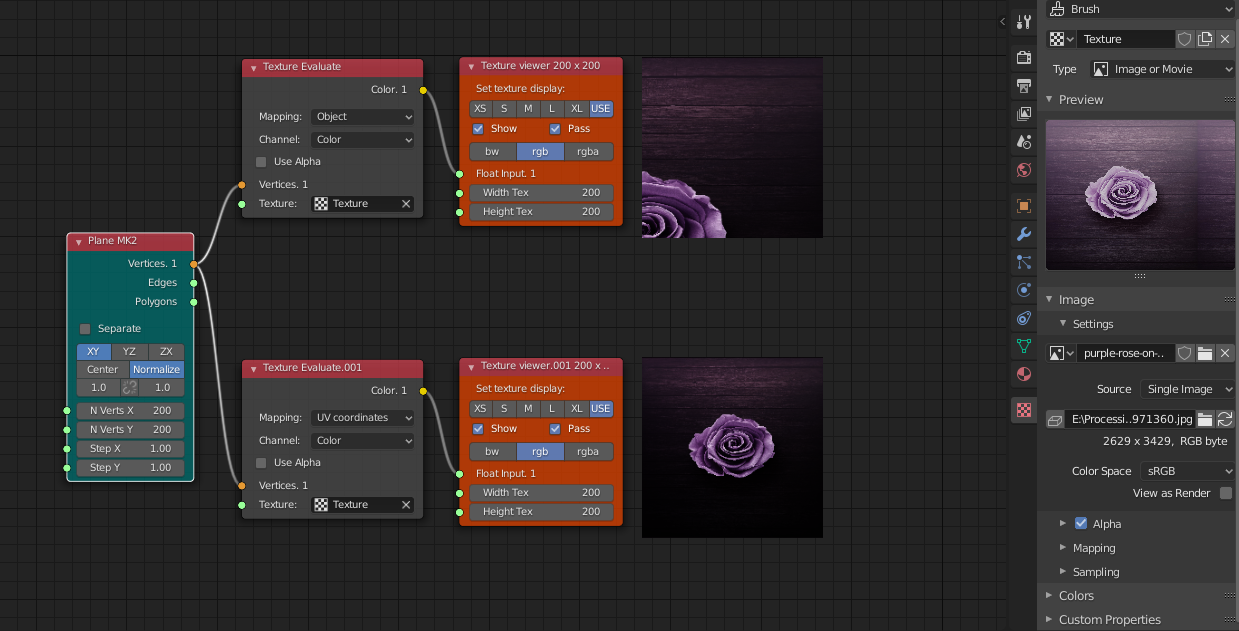 Plane MK2
Vertices. 1
Edges
Polygons
Separate
XY YZ ZX
Center Normalize
1.0 1.0
N Verts X 200
N Verts Y 200
Step X 1.00
Step Y 1.00
Texture Evaluate
Color. 1
Mapping: Object
Channel: Color
Use Alpha
Vertices. 1
Texture: Texture
Texture viewer 200 x 200
Set texture display:
XS S M L XL USE
Show Pass
bw rgb rgba
Float Input. 1
Width Tex 200
Height Tex 200
Texture Evaluate.001
Color. 1
Mapping: UV coordinates
Channel: Color
Use Alpha
Vertices. 1
Texture: Texture
Texture viewer.001 200 x ..
Set texture display:
XS S M L XL USE
Show Pass
bw rgb rgba
Float Input. 1
Width Tex 200
Height Tex 200
Brush
Texture
Type Image or Movie
Preview
Image
Settings
purple-rose-on-..
Source Single Image
E:\Processi..971360.jpg
2629 x 3429, RGB byte
Color Space sRGB
View as Render
Alpha
Mapping
Sampling
Colors
Custom Properties